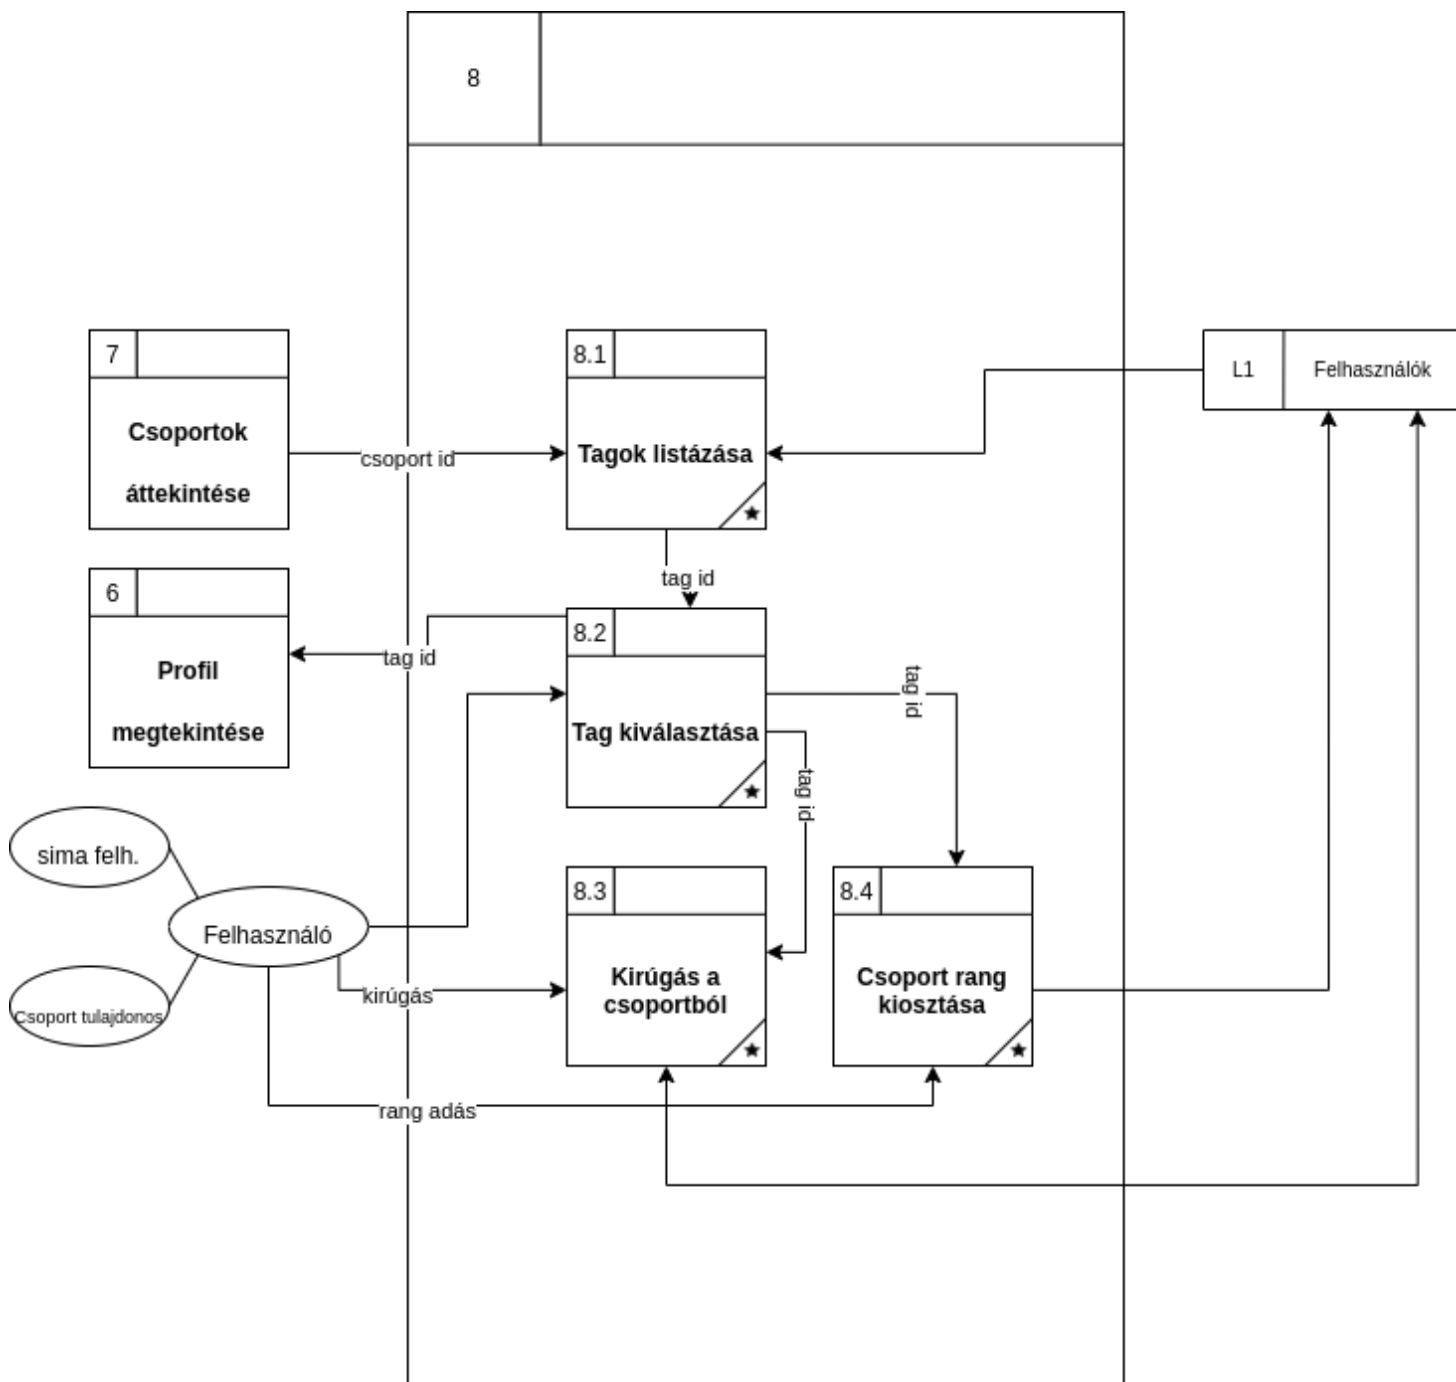 8
7
Csoportok
áttekintése
csoport id
8.1
Tagok listázása
L1
Felhasználók
tag id
6
Profil
megtekintése
tag id
8.2
Tag kiválasztása
tag id
tag id
sima felh.
Felhasználó
Csoport tulajdonos
kirúgás
8.3
Kirúgás a
csoportból
8.4
Csoport rang
kiosztása
rang adás